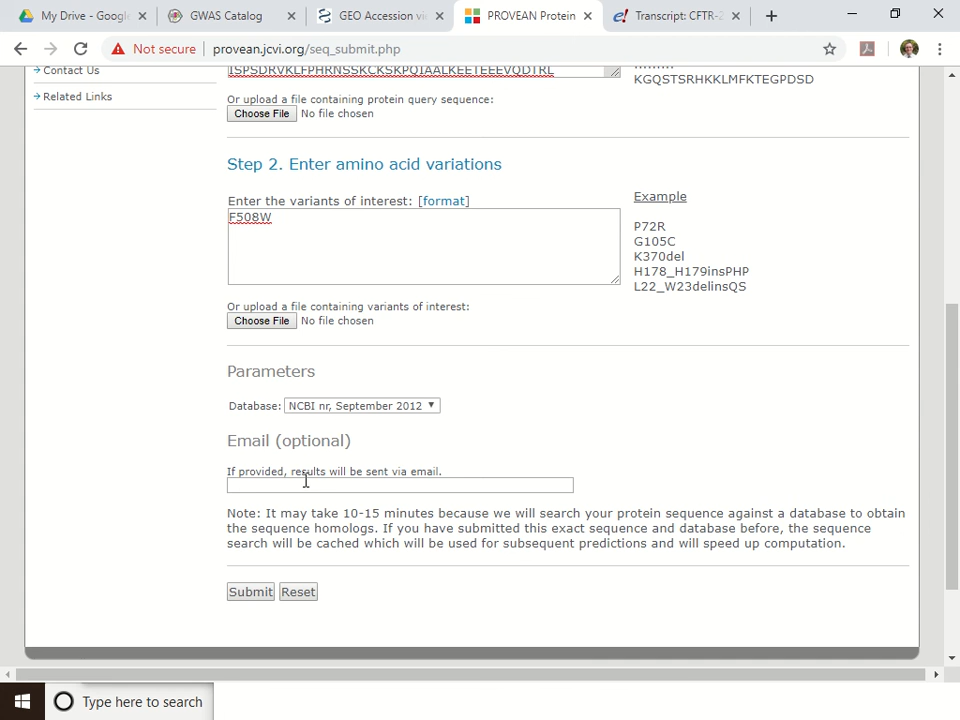 My Drive - Google
GWAS Catalog
GEO Accession vi
PROVEAN Protein
Transcript: CFTR-2
Not secure
provean.jcvi.org/seq_submit.php
Contact Us
Related Links
ISPSDRVKLFPHRNSSKCKSKPQIAALKEETEEEVQDTRL
KGQSTSRHKKLMFKTEGPDSD
Or upload a file containing protein query sequence:
Choose File No file chosen
Step 2. Enter amino acid variations
Enter the variants of interest: [format]
F508W
Example
P72R
G105C
K370del
H178_H179insPHP
L22_W23delinsQS
Or upload a file containing variants of interest:
Choose File No file chosen
Parameters
Database: NCBI nr, September 2012
Email (optional)
If provided, results will be sent via email.
Note: It may take 10-15 minutes because we will search your protein sequence against a database to obtain
the sequence homologs. If you have submitted this exact sequence and database before, the sequence
search will be cached which will be used for subsequent predictions and will speed up computation.
Submit Reset
Type here to search